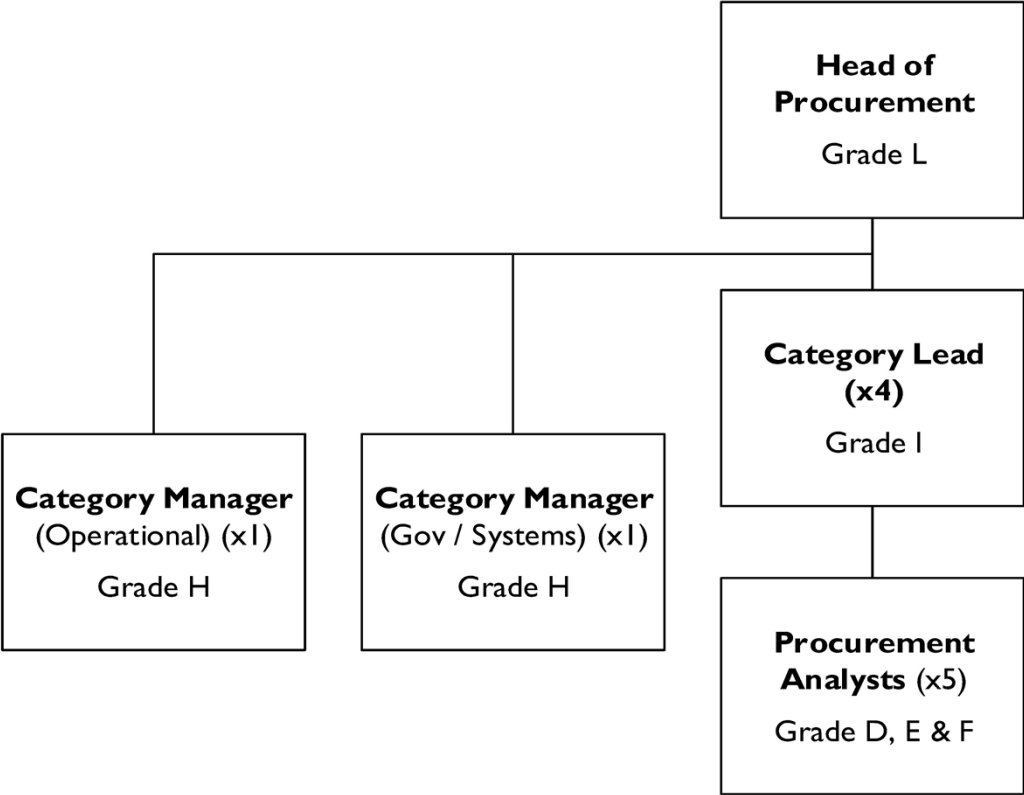 Head of
Procurement
Grade L
Category Lead
(x4)
Grade I
Category Manager
(Operational) (x1)
Grade H
Category Manager
(Gov / Systems) (x1)
Grade H
Procurement
Analysts (x5)
Grade D, E & F